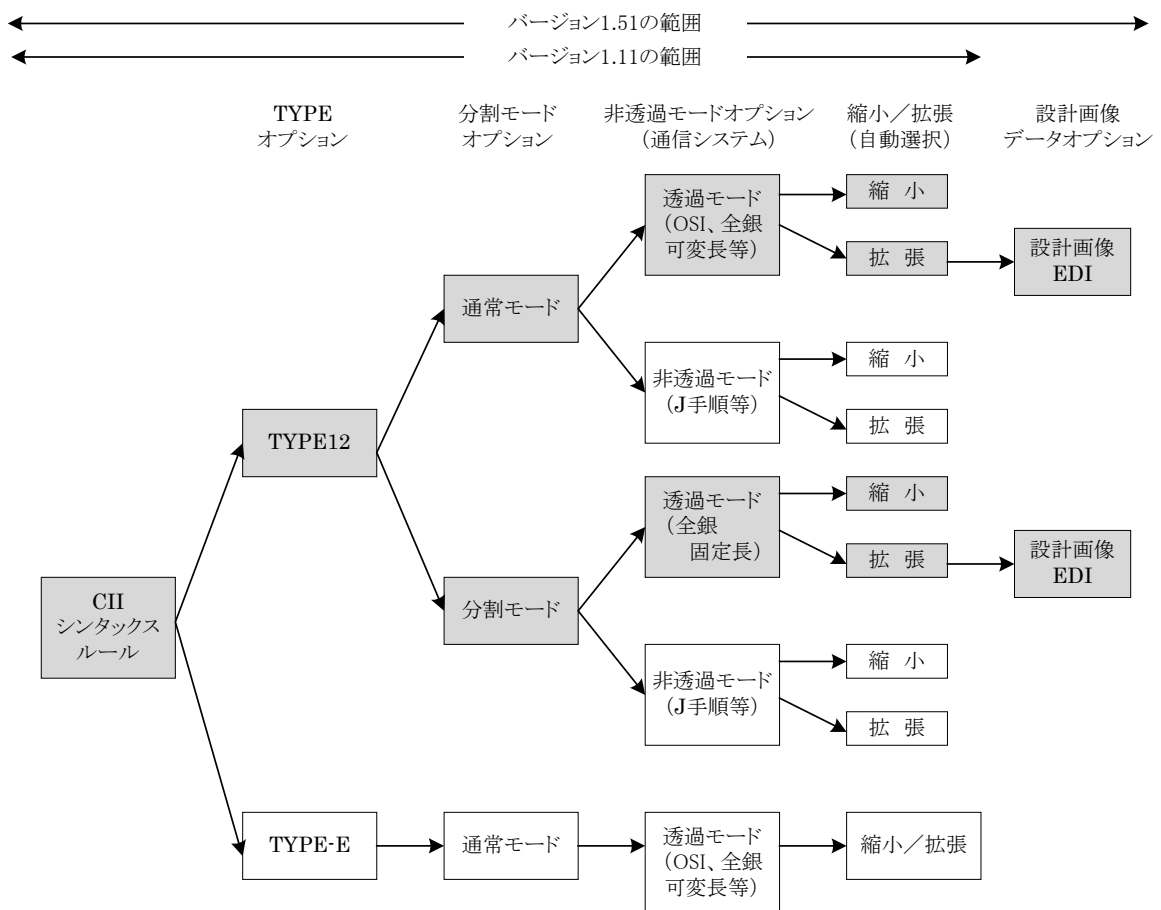 バージョン1.51の範囲
バージョン1.11の範囲
TYPE
オプション
分割モード
オプション
非透過モードオプション
(通信システム)
縮小／拡張
(自動選択)
設計画像
データオプション
透過モード
(OSI、全銀
可変長等)
縮 小
拡 張
設計画像
EDI
通常モード
非透過モード
(J手順等)
縮 小
拡 張
TYPE12
透過モード
(全銀
固定長)
縮 小
拡 張
設計画像
EDI
CII
シンタックス
ルール
分割モード
非透過モード
(J手順等)
縮 小
拡 張
TYPE-E
通常モード
透過モード
(OSI、全銀
可変長等)
縮小／拡張